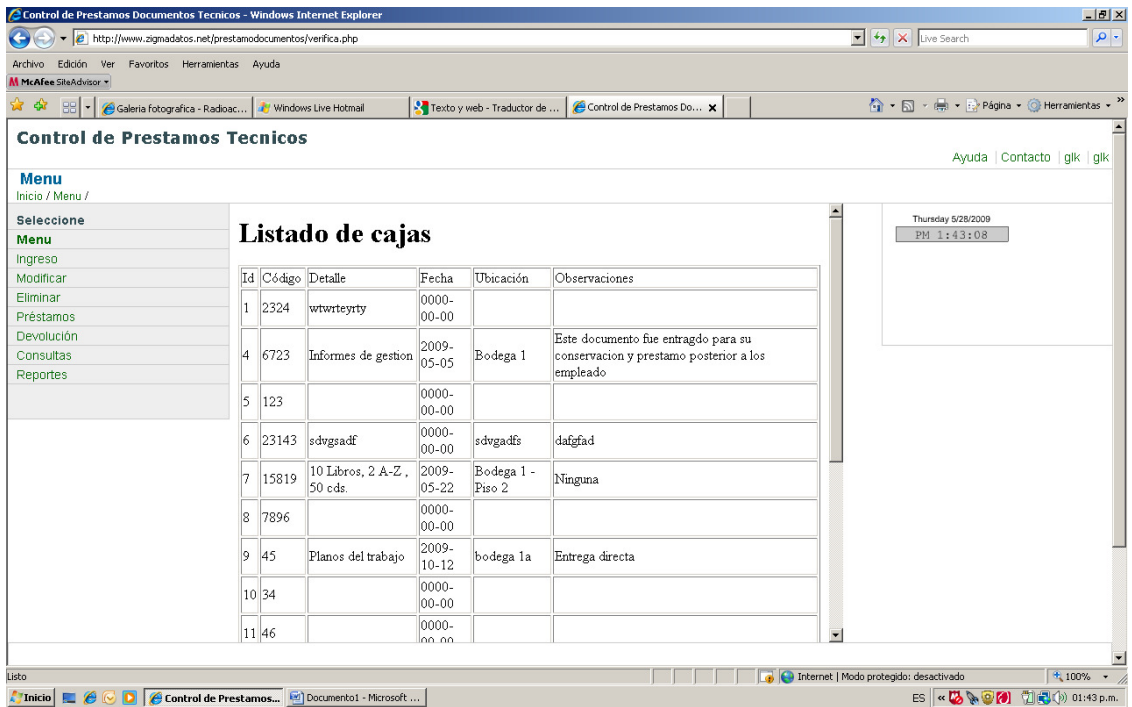 Control de Prestamos Documentos Tecnicos - Windows Internet Explorer
http://www.zigmadatos.net/prestamodocumentos/verifica.php
Live Search
Archivo Edición Ver Favoritos Herramientas Ayuda
McAfee SiteAdvisor
Galeria fotografica - Radioac... Windows Live Hotmail Texto y web - Traductor de ... Control de Prestamos Do... Página Herramientas
Control de Prestamos Tecnicos
Ayuda | Contacto | glk | glk
Menu
Inicio / Menu /
Seleccione
Menu
Ingreso
Modificar
Eliminar
Préstamos
Devolución
Consultas
Reportes
Listado de cajas
Id Código Detalle Fecha Ubicación Observaciones
1 2324 wtwrteyrty 0000-
00-00
4 6723 Informes de gestion 2009-
05-05 Bodega 1 Este documento fue entragdo para su
conservacion y prestamo posterior a los
empleado
5 123 0000-
00-00
6 23143 sdvgsadf 0000-
00-00 sdvgadfs dafgfad
7 15819 10 Libros, 2 A-Z ,
50 cds. 2009-
05-22 Bodega 1 -
Piso 2 Ninguna
8 7896 0000-
00-00
9 45 Planos del trabajo 2009-
10-12 bodega 1a Entrega directa
10 34 0000-
00-00
11 46 0000-
00-00
Thursday 5/28/2009
PM 1:43:08
Listo Internet | Modo protegido: desactivado 100%
Inicio Control de Prestamos... Documento1 - Microsoft ... ES 01:43 p.m.